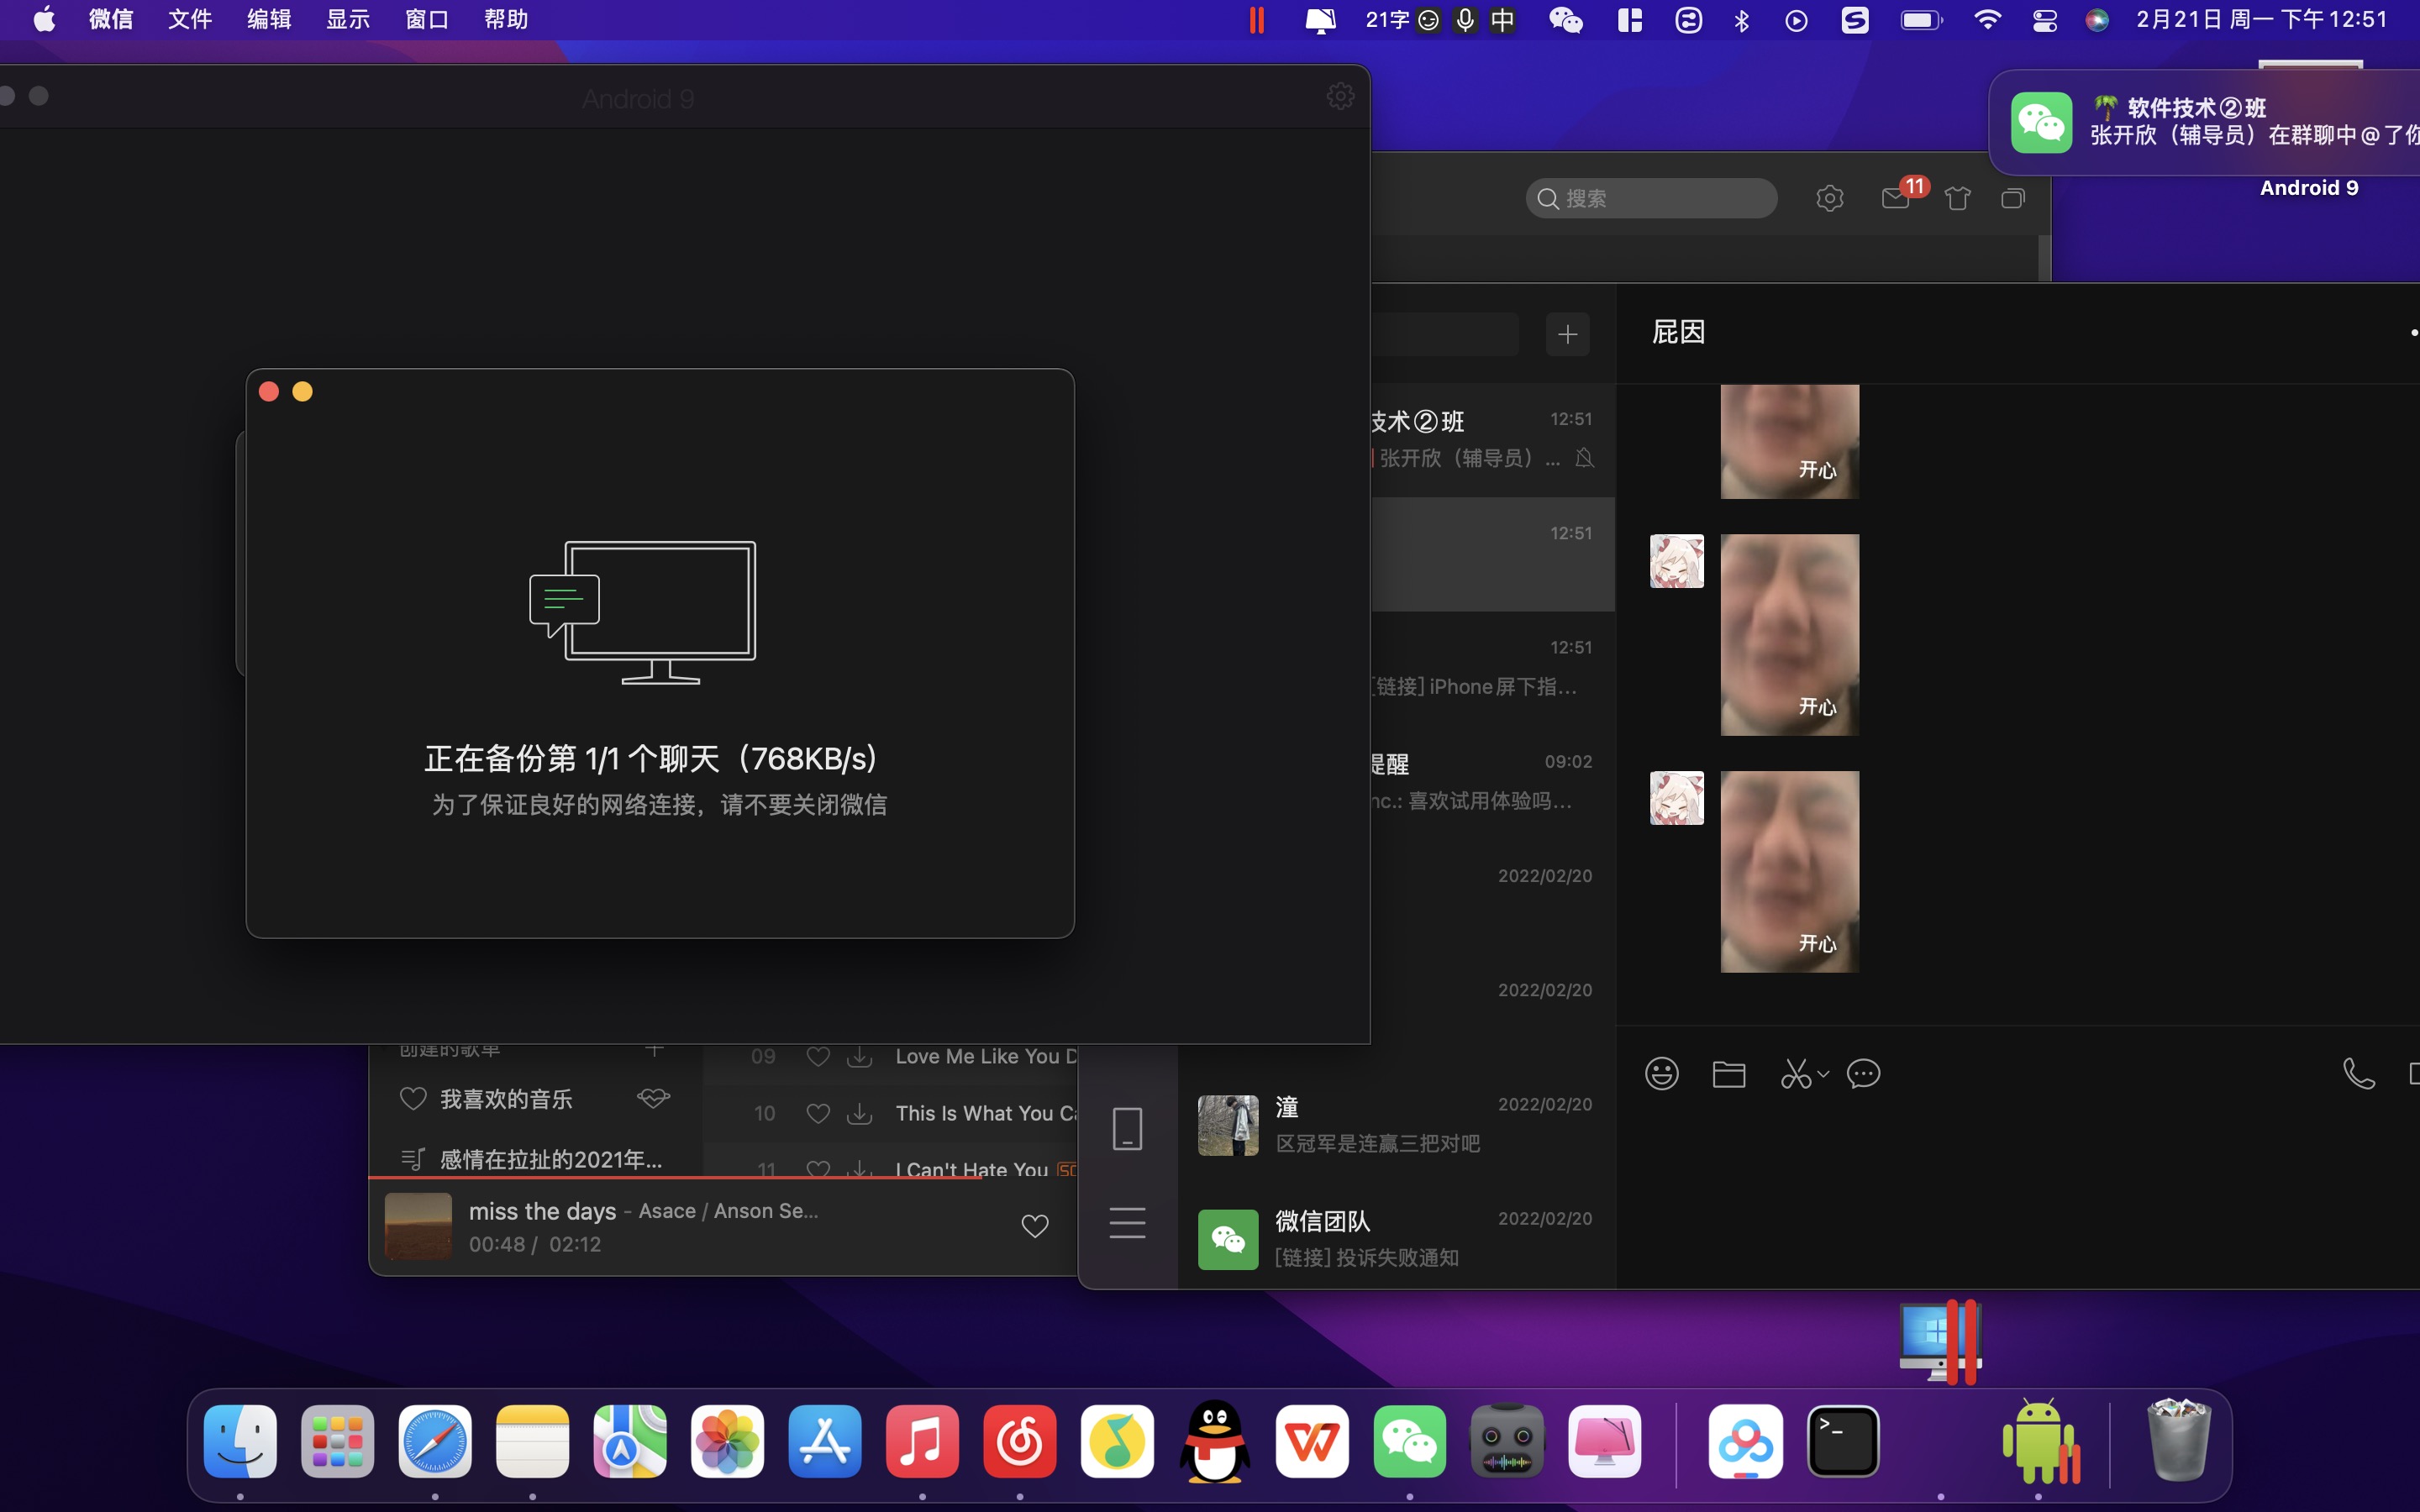 微信 文件 编辑 显示 窗口 帮助 21字 中 2月21日 周一 下午12:51
Android 9
🌴 软件技术②班
张开欣（辅导员）在群聊中@了你
Android 9
搜索
11
屁因
技术②班 12:51
张开欣（辅导员）...
12:51
12:51
[链接] iPhone屏下指...
提醒 09:02
nc.: 喜欢试用体验吗...
2022/02/20
2022/02/20
潼 2022/02/20
区冠军是连赢三把对吧
微信团队 2022/02/20
[链接] 投诉失败通知
开心
开心
开心
正在备份第 1/1 个聊天（768KB/s）
为了保证良好的网络连接，请不要关闭微信
创建的歌单
我喜欢的音乐
感情在拉扯的2021年...
09 Love Me Like You D
10 This Is What You Ca
11 I Can't Hate You
miss the days - Asace / Anson Se...
00:48 / 02:12